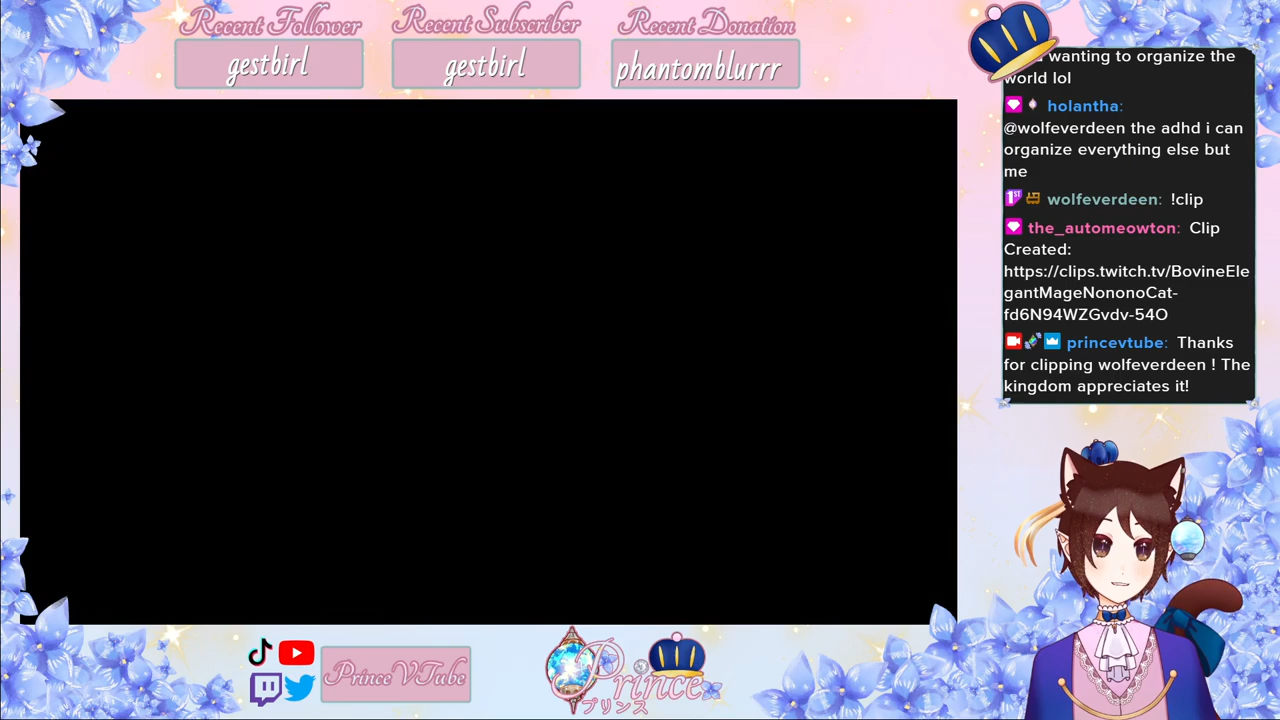 Recent Follower
gestbirl
Recent Subscriber
gestbirl
Recent Donation
phantomblurrr
wanting to organize the
world lol
holantha:
@wolfeverdeen the adhd i can
organize everything else but
me
1ST wolfeverdeen: !clip
the_automeowton: Clip
Created:
https://clips.twitch.tv/BovineEle
gantMageNononoCat-
fd6N94WZGvdv-54O
princevtube: Thanks
for clipping wolfeverdeen ! The
kingdom appreciates it!
Prince VTube
Prince
プリンス